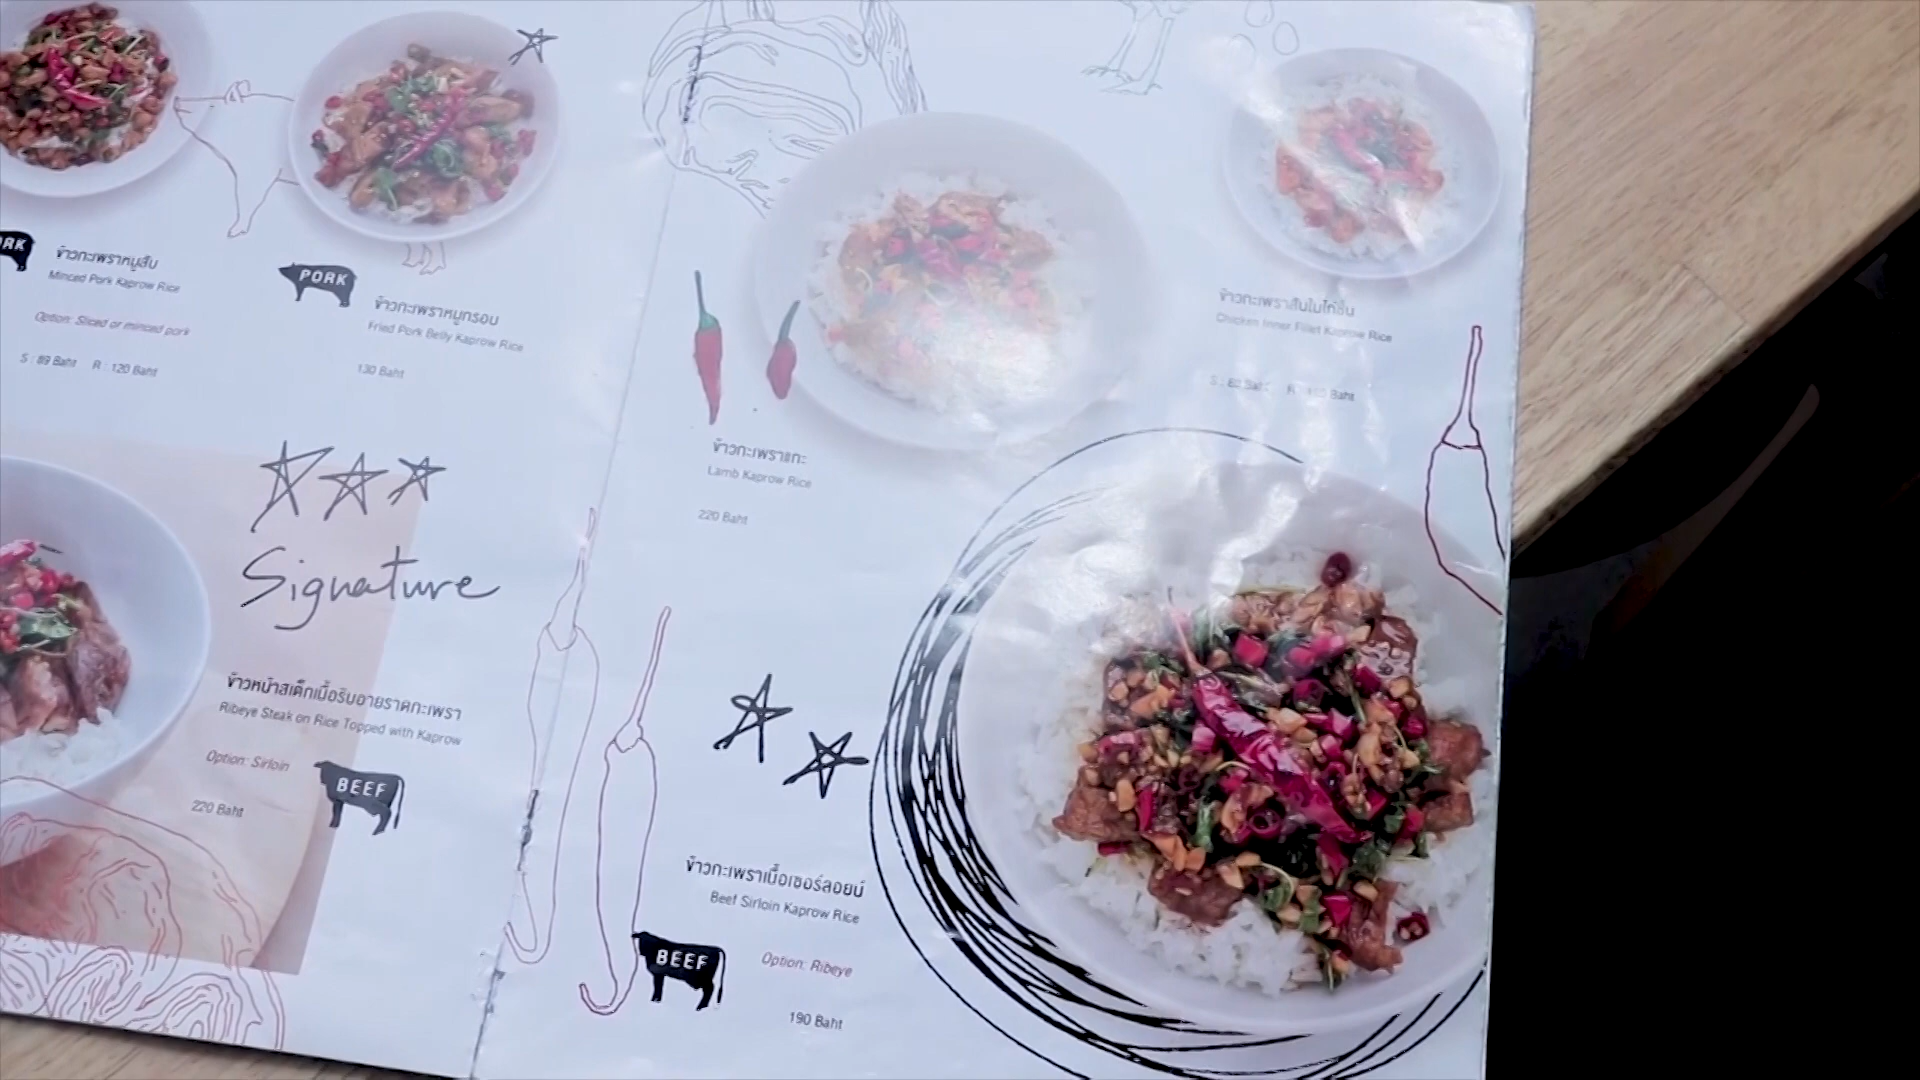 ข้าวกะเพราหมูสับ
Minced Pork Kaprow Rice
Option: Sliced or minced pork
S : 89 Baht R : 120 Baht
PORK
ข้าวกะเพราหมูกรอบ
Fried Pork Belly Kaprow Rice
130 Baht
Signature
ข้าวหน้าสเต็กเนื้อริบอายราดกะเพรา
Ribeye Steak on Rice Topped with Kaprow
Option: Sirloin
220 Baht
BEEF
ข้าวกะเพราแกะ
Lamb Kaprow Rice
220 Baht
ข้าวกะเพราสันในไก่ชิ้น
Chicken Inner Fillet Kaprow Rice
ข้าวกะเพราเนื้อเซอร์ลอยน์
Beef Sirloin Kaprow Rice
Option: Ribeye
BEEF
190 Baht